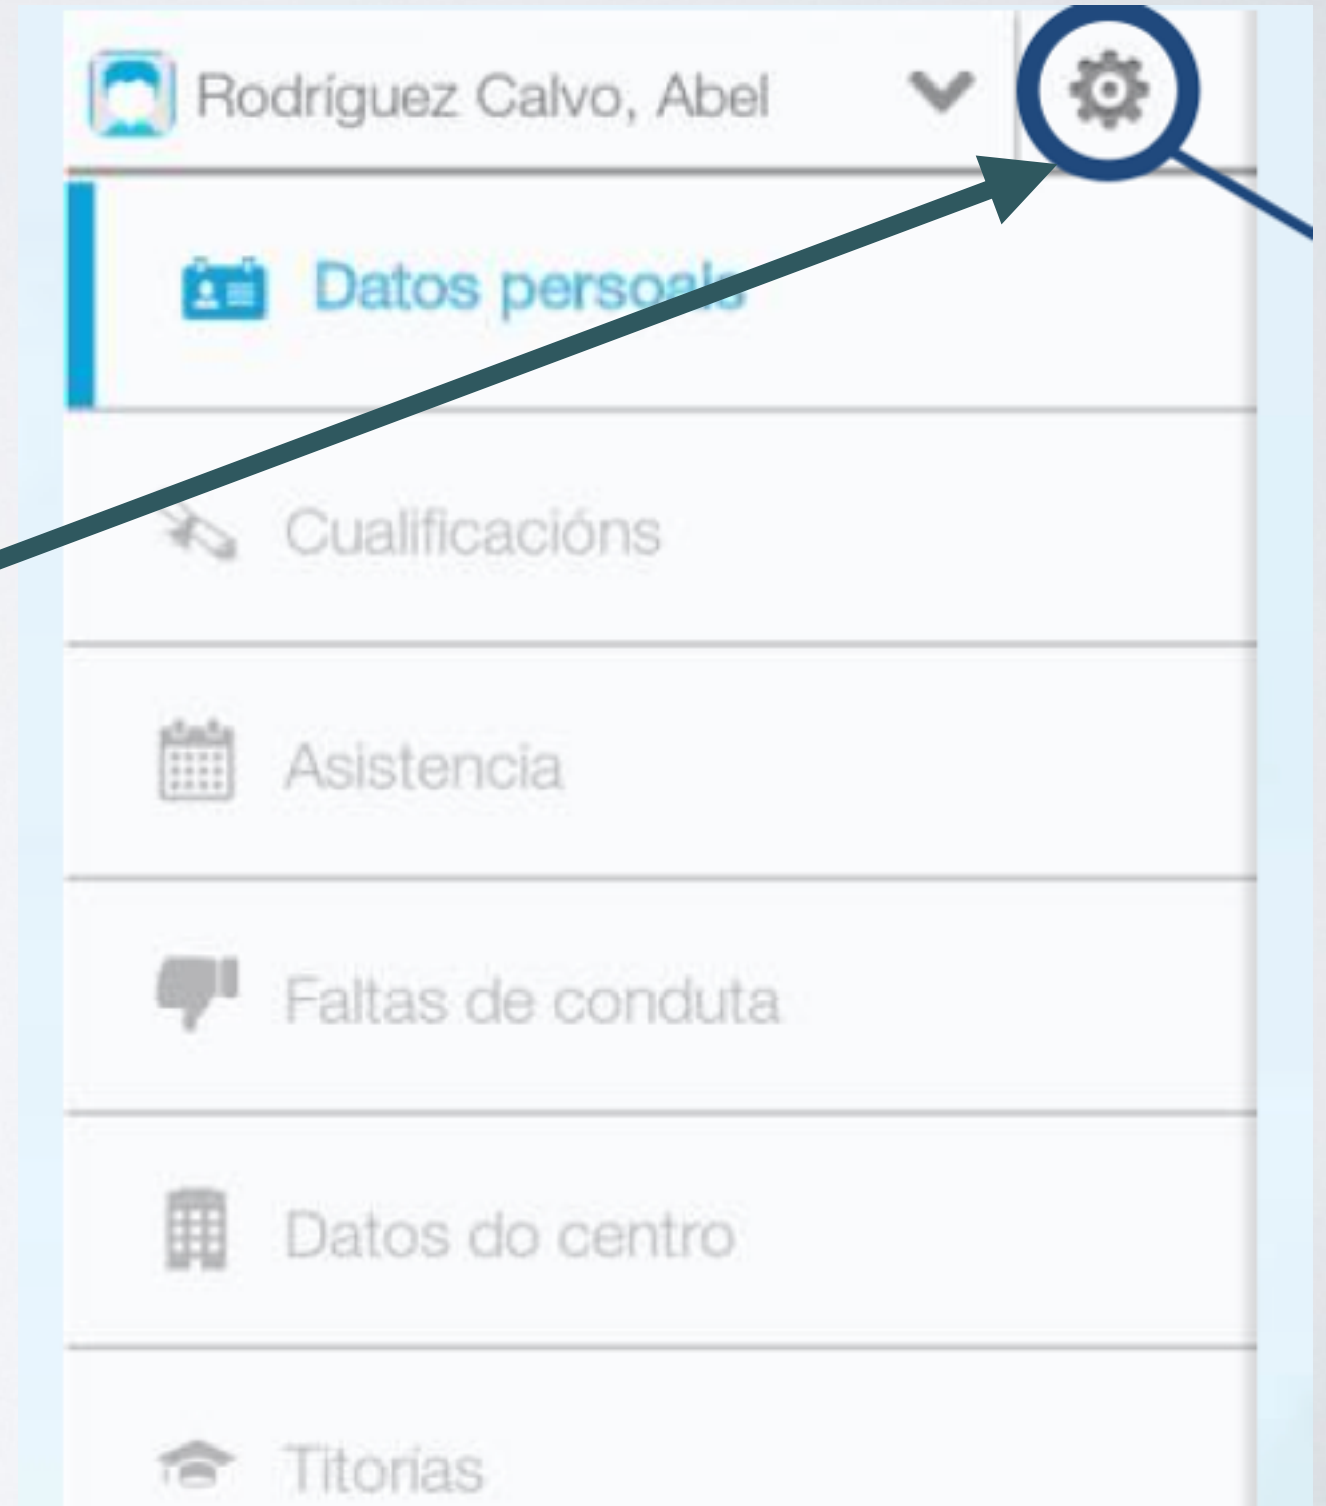 Rodríguez Calvo, Abel
Datos persoais
Cualificacións
Asistencia
Faltas de conduta
Datos do centro
Titorías